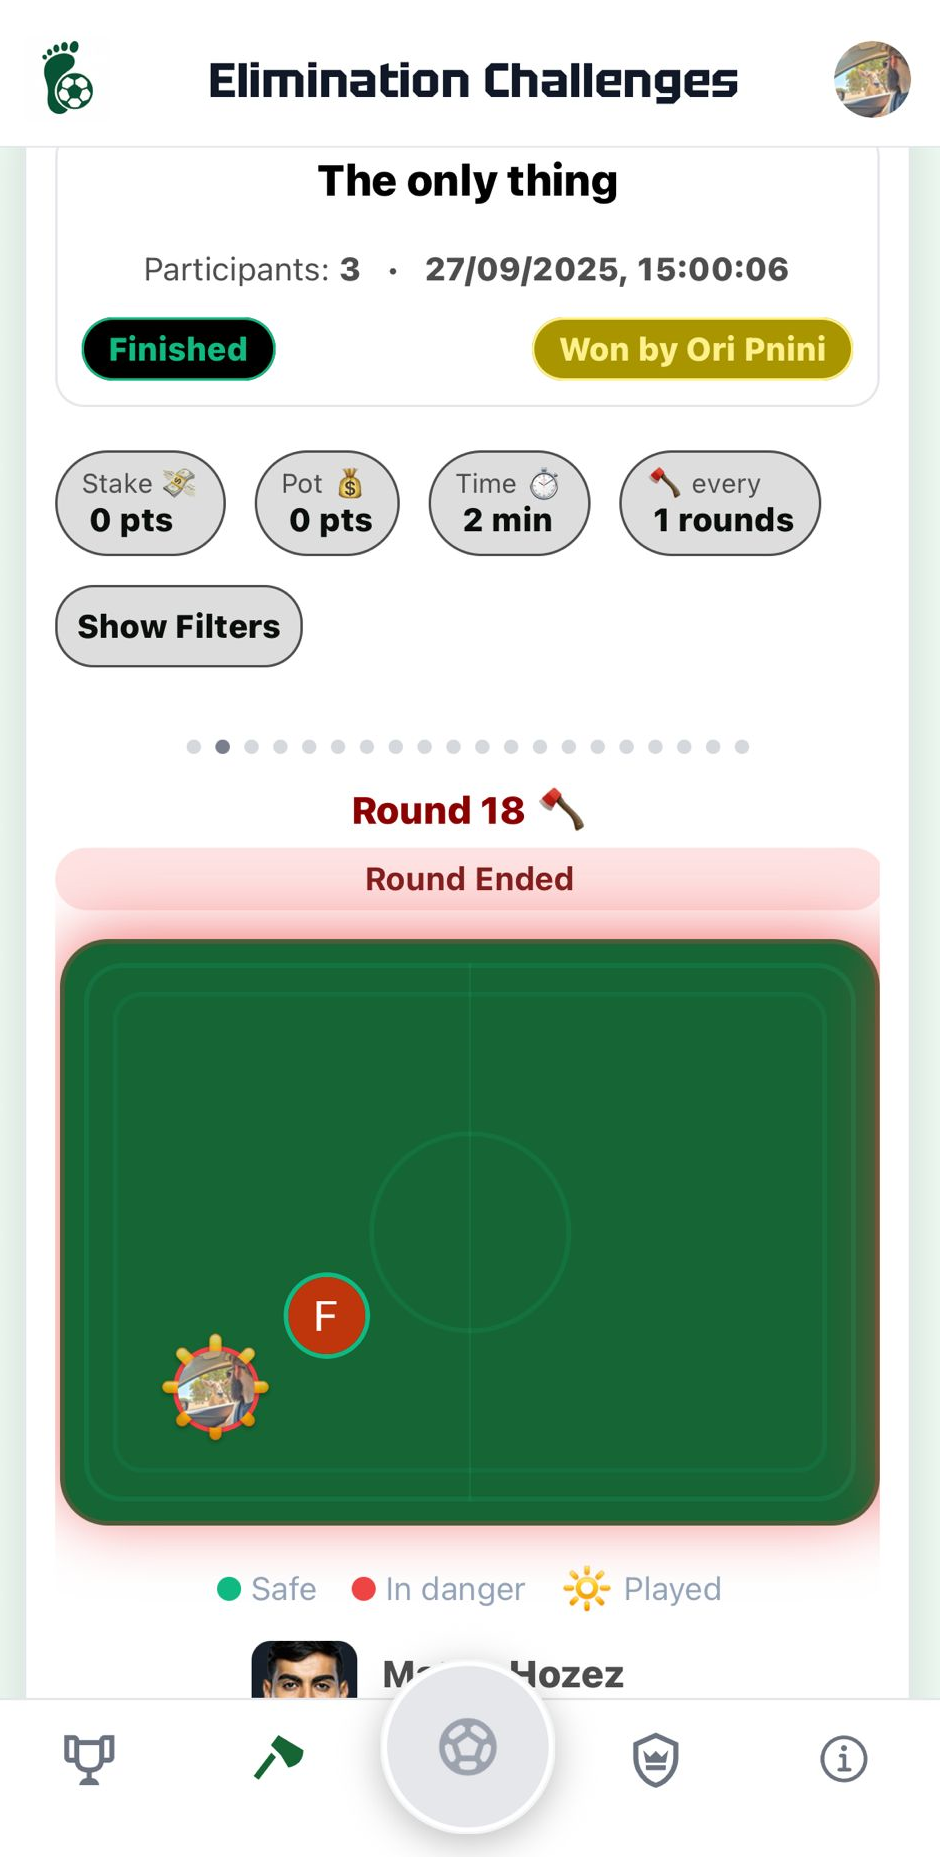 Elimination Challenges
The only thing
Participants: 3 • 27/09/2025, 15:00:06
Finished
Won by Ori Pnini
Stake 💸
0 pts
Pot 💰
0 pts
Time ⏱️
2 min
🪓 every
1 rounds
Show Filters
Round 18 🪓
Round Ended
F
Safe
In danger
Played
Hozez